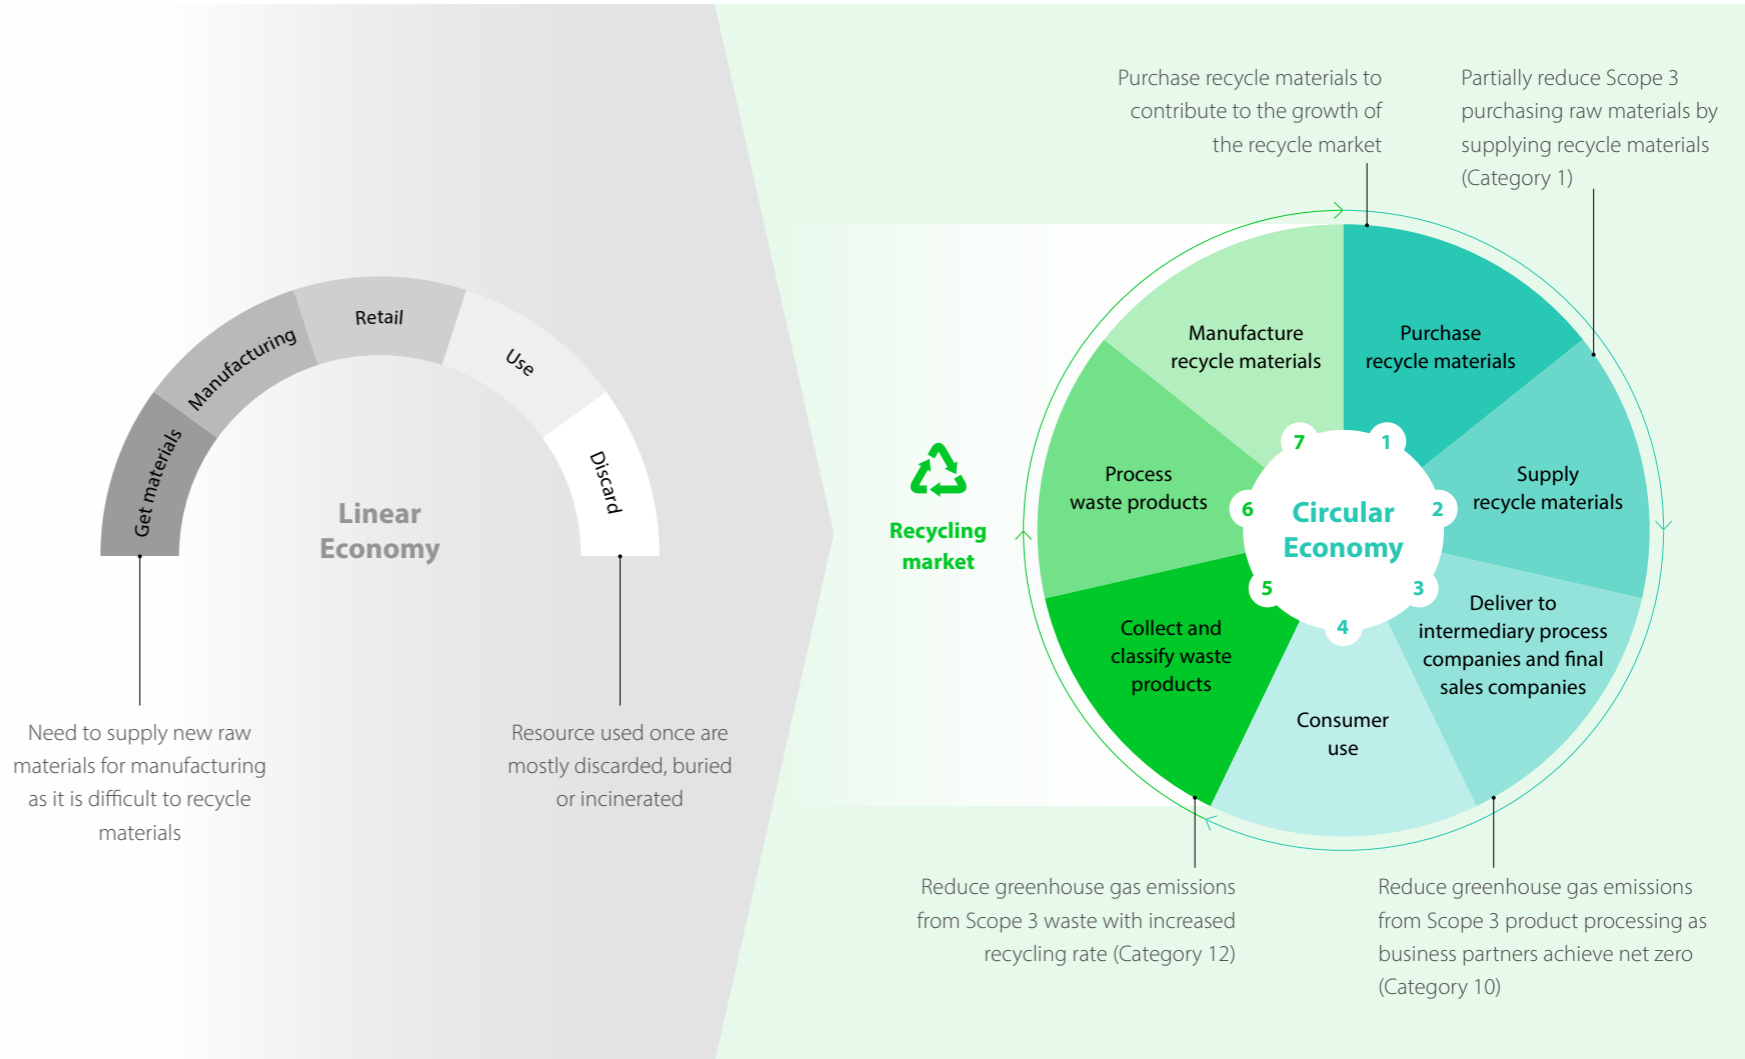 Get materials
Manufacturing
Retail
Use
Discard
Linear
Economy
Need to supply new raw
materials for manufacturing
as it is difficult to recycle
materials
Resource used once are
mostly discarded, buried
or incinerated
Recycling
market
Purchase recycle materials to
contribute to the growth of
the recycle market
Partially reduce Scope 3
purchasing raw materials by
supplying recycle materials
(Category 1)
Circular
Economy
1
Purchase
recycle materials
2
Supply
recycle materials
3
Deliver to
intermediary process
companies and final
sales companies
4
Consumer
use
5
Collect and
classify waste
products
6
Process
waste products
7
Manufacture
recycle materials
Reduce greenhouse gas emissions
from Scope 3 waste with increased
recycling rate (Category 12)
Reduce greenhouse gas emissions
from Scope 3 product processing as
business partners achieve net zero
(Category 10)